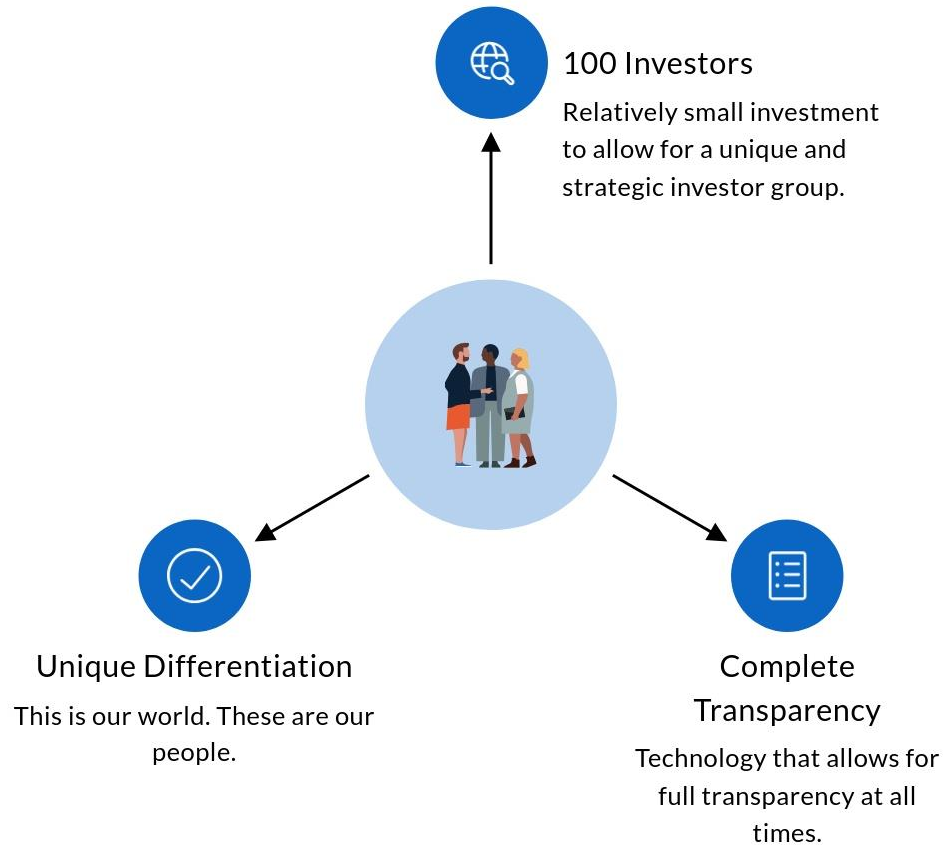 100 Investors
Relatively small investment
to allow for a unique and
strategic investor group.
Unique Differentiation
This is our world. These are our
people.
Complete
Transparency
Technology that allows for
full transparency at all
times.